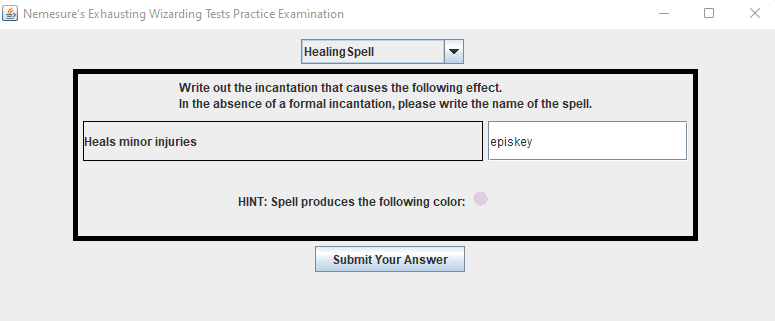 Nemesure's Exhausting Wizarding Tests Practice Examination
HealingSpell
Write out the incantation that causes the following effect.
In the absence of a formal incantation, please write the name of the spell.
Heals minor injuries
episkey
HINT: Spell produces the following color:
Submit Your Answer